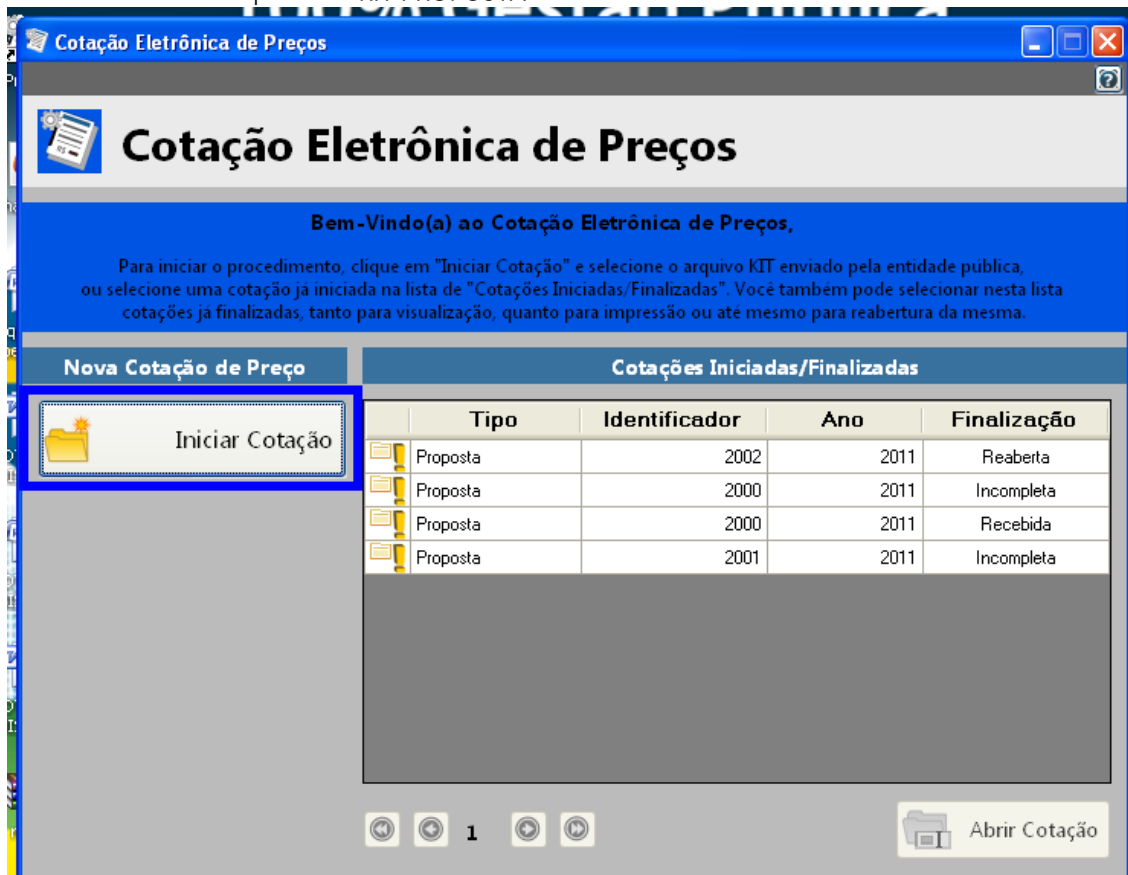 Cotação Eletrônica de Preços
Cotação Eletrônica de Preços
Bem-Vindo(a) ao Cotação Eletrônica de Preços,
Para iniciar o procedimento, clique em "Iniciar Cotação" e selecione o arquivo KIT enviado pela entidade pública,
ou selecione uma cotação já iniciada na lista de "Cotações Iniciadas/Finalizadas". Você também pode selecionar nesta lista
cotações já finalizadas, tanto para visualização, quanto para impressão ou até mesmo para reabertura da mesma.
Nova Cotação de Preço
Cotações Iniciadas/Finalizadas
Iniciar Cotação
Tipo Identificador Ano Finalização
Proposta 2002 2011 Reaberta
Proposta 2000 2011 Incompleta
Proposta 2000 2011 Recebida
Proposta 2001 2011 Incompleta
1
Abrir Cotação